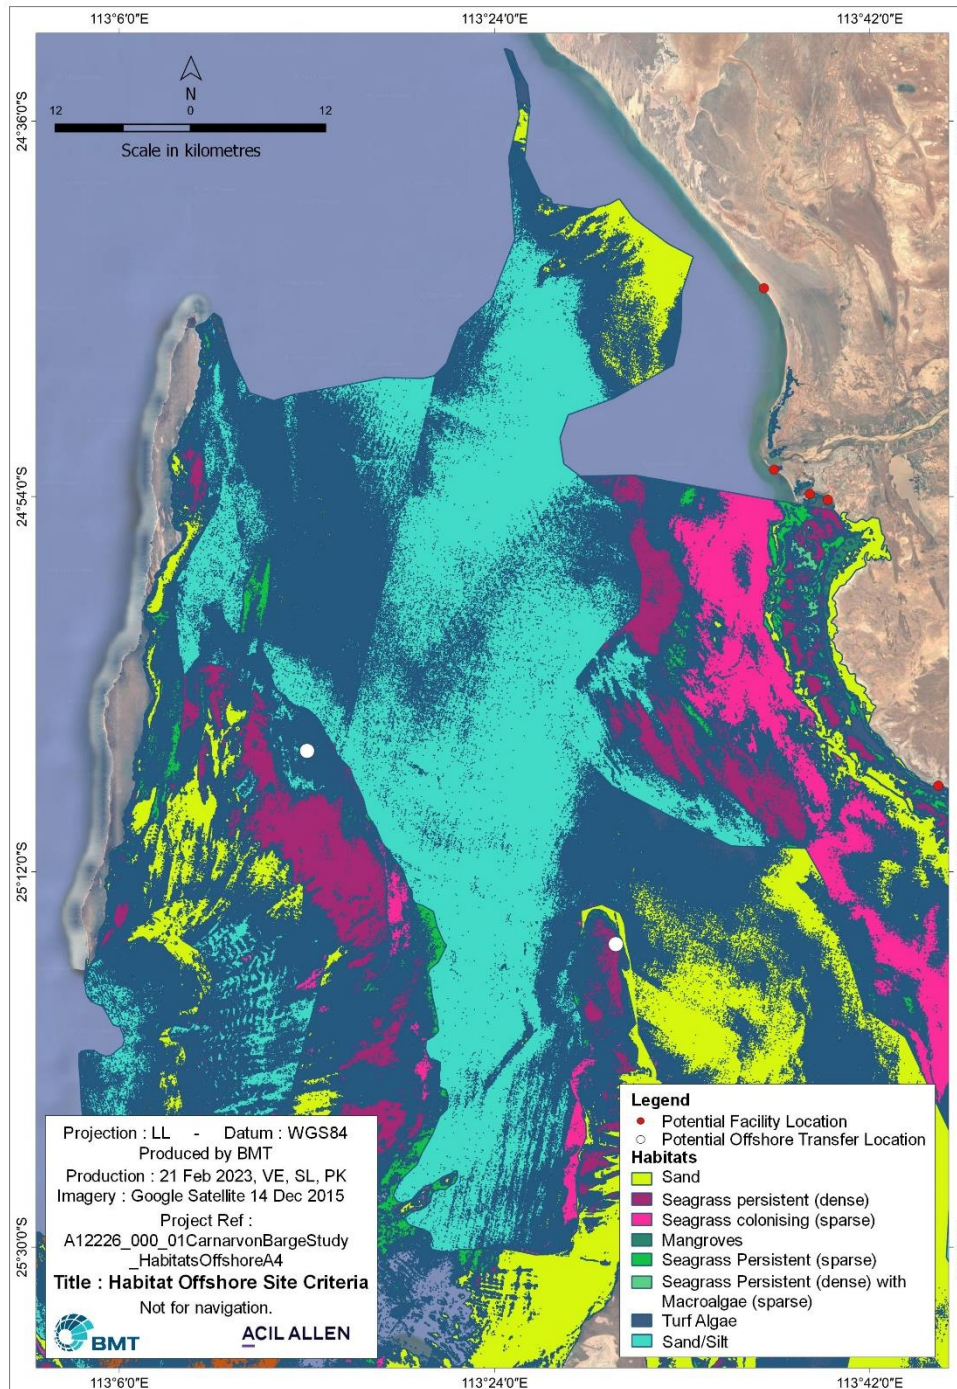 113°6'0"E 113°24'0"E 113°42'0"E
N
12 0 12
Scale in kilometres
24°36'0"S
24°54'0"S
25°12'0"S
25°30'0"S
Projection : LL - Datum : WGS84
Produced by BMT
Production : 21 Feb 2023, VE, SL, PK
Imagery : Google Satellite 14 Dec 2015
Project Ref :
A12226_000_01CarnarvonBargeStudy
_HabitatsOffshoreA4
Title : Habitat Offshore Site Criteria
Not for navigation.
BMT ACIL ALLEN
Legend
Potential Facility Location
Potential Offshore Transfer Location
Habitats
Sand
Seagrass persistent (dense)
Seagrass colonising (sparse)
Mangroves
Seagrass Persistent (sparse)
Seagrass Persistent (dense) with
Macroalgae (sparse)
Turf Algae
Sand/Silt
113°6'0"E 113°24'0"E 113°42'0"E